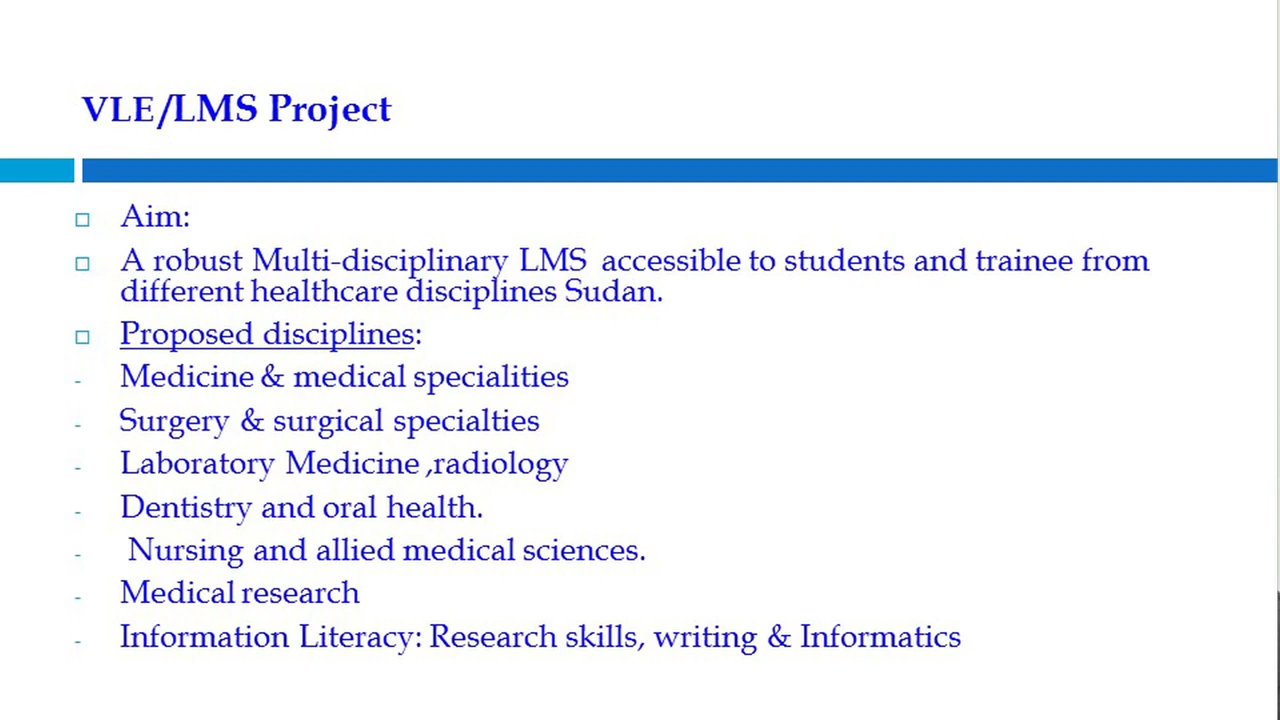 VLE/LMS Project
Aim:
A robust Multi-disciplinary LMS accessible to students and trainee from
different healthcare disciplines Sudan.
Proposed disciplines:
- Medicine & medical specialities
- Surgery & surgical specialties
- Laboratory Medicine ,radiology
- Dentistry and oral health.
- Nursing and allied medical sciences.
- Medical research
- Information Literacy: Research skills, writing & Informatics